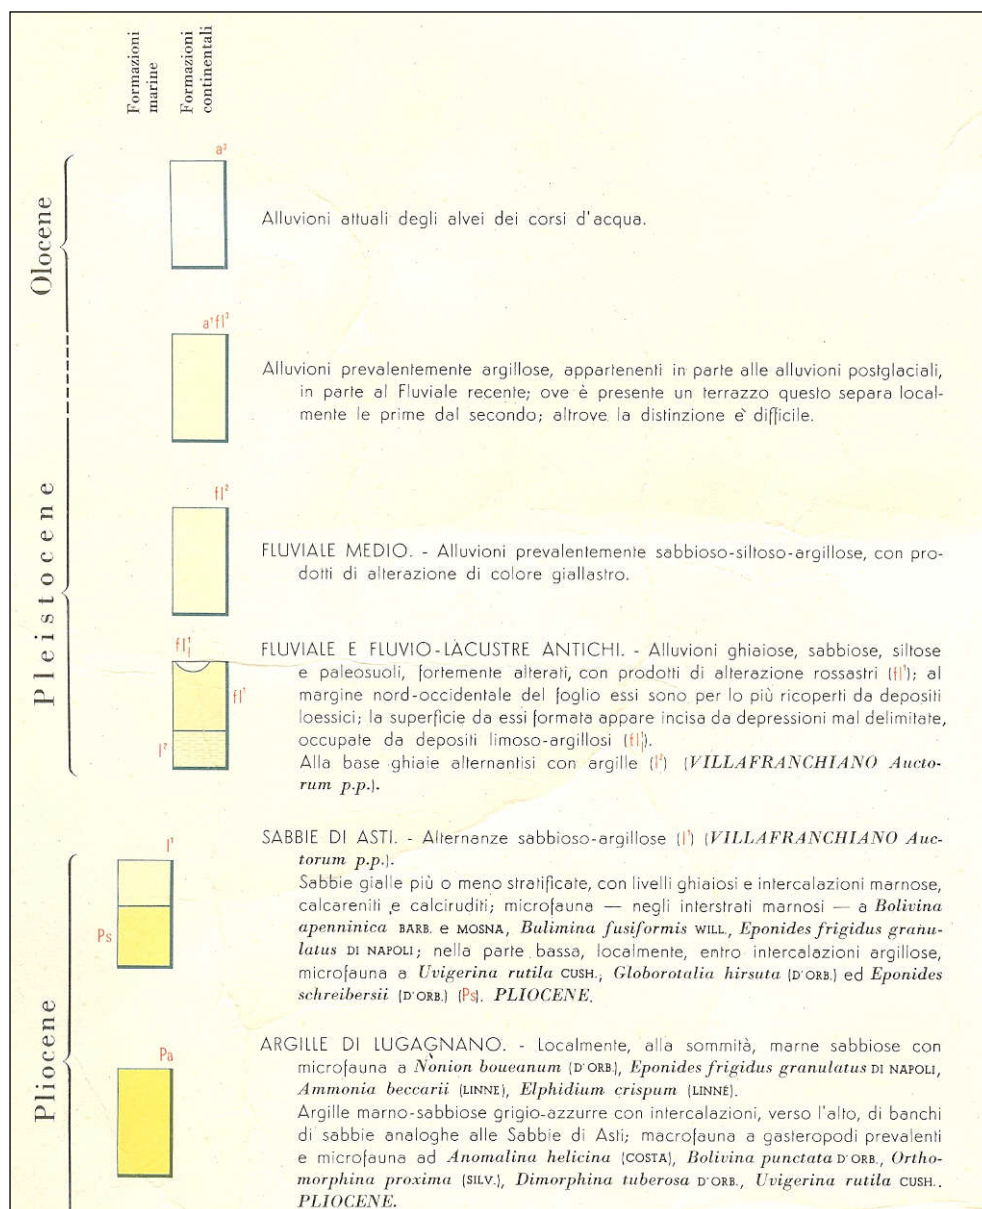 Formazioni
marine
Formazioni
continentali
Olocene
a²
Alluvioni attuali degli alvei dei corsi d'acqua.
Pleistocene
a¹fl³
Alluvioni prevalentemente argillose, appartenenti in parte alle alluvioni postglaciali,
in parte al Fluviale recente; ove è presente un terrazzo questo separa local-
mente le prime dal secondo; altrove la distinzione è difficile.
fl²
FLUVIALE MEDIO. - Alluvioni prevalentemente sabbioso-siltoso-argillose, con pro-
dotti di alterazione di colore giallastro.
fl¹₁
fl¹
l²
FLUVIALE E FLUVIO-LACUSTRE ANTICHI. - Alluvioni ghiaiose, sabbiose, siltose
e paleosuoli, fortemente alterati, con prodotti di alterazione rossastri (fl¹); al
margine nord-occidentale del foglio essi sono per lo più ricoperti da depositi
loessici; la superficie da essi formata appare incisa da depressioni mal delimitate,
occupate da depositi limoso-argillosi (fl¹₁).
Alla base ghiaie alternantisi con argille (l²) (VILLAFRANCHIANO Aucto-
rum p.p.).
Pliocene
l¹
Ps
SABBIE DI ASTI. - Alternanze sabbioso-argillose (l¹) (VILLAFRANCHIANO Auc-
torum p.p.).
Sabbie gialle più o meno stratificate, con livelli ghiaiosi e intercalazioni marnose,
calcareniti e calciruditi; microfauna — negli interstrati marnosi — a Bolivina
apenninica BARB. e MOSNA, Bulimina fusiformis WILL., Eponides frigidus granu-
latus DI NAPOLI; nella parte bassa, localmente, entro intercalazioni argillose,
microfauna a Uvigerina rutila CUSH., Globorotalia hirsuta (D'ORB.) ed Eponides
schreibersii (D'ORB.) (Ps). PLIOCENE.
Pa
ARGILLE DI LUGAGNANO. - Localmente, alla sommità, marne sabbiose con
microfauna a Nonion boueanum (D'ORB.), Eponides frigidus granulatus DI NAPOLI,
Ammonia beccarii (LINNE), Elphidium crispum (LINNÉ).
Argille marno-sabbiose grigio-azzurre con intercalazioni, verso l'alto, di banchi
di sabbie analoghe alle Sabbie di Asti; macrofauna a gasteropodi prevalenti
e microfauna ad Anomalina helicina (COSTA), Bolivina punctata D'ORB., Ortho-
morphina proxima (SILV.), Dimorphina tuberosa D'ORB., Uvigerina rutila CUSH..
PLIOCENE.